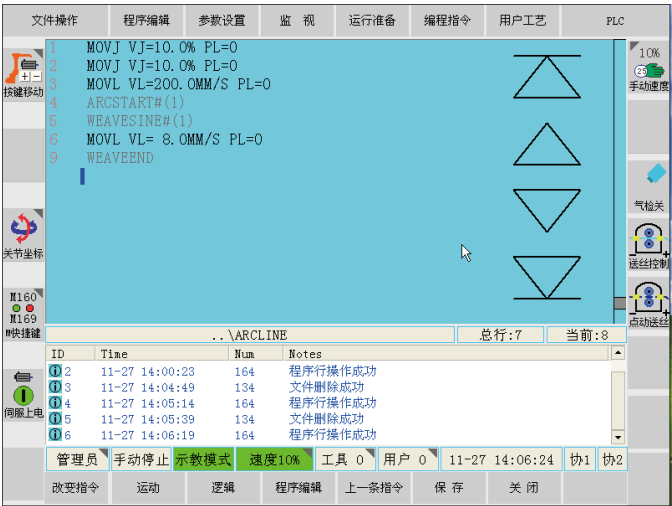 文件操作 程序编辑 参数设置 监 视 运行准备 编程指令 用户工艺 PLC
1 MOVJ VJ=10.0% PL=0
2 MOVJ VJ=10.0% PL=0
3 MOVL VL=200.0MM/S PL=0
4 ARCSTART#(1)
5 WEAVESINE#(1)
6 MOVL VL= 8.0MM/S PL=0
9 WEAVEEND
按键移动
关节坐标
M160
M169
M快捷键
伺服上电
10%
25
手动速度
气检关
送丝控制
点动送丝
..\ARCLINE 总行:7 当前:8
ID Time Num Notes
2 11-27 14:00:23 164 程序行操作成功
3 11-27 14:04:49 134 文件删除成功
4 11-27 14:05:14 164 程序行操作成功
5 11-27 14:05:39 134 文件删除成功
6 11-27 14:06:19 164 程序行操作成功
管理员 手动停止 示教模式 速度10% 工具 0 用户 0 11-27 14:06:24 协1 协2
改变指令 运动 逻辑 程序编辑 上一条指令 保 存 关 闭